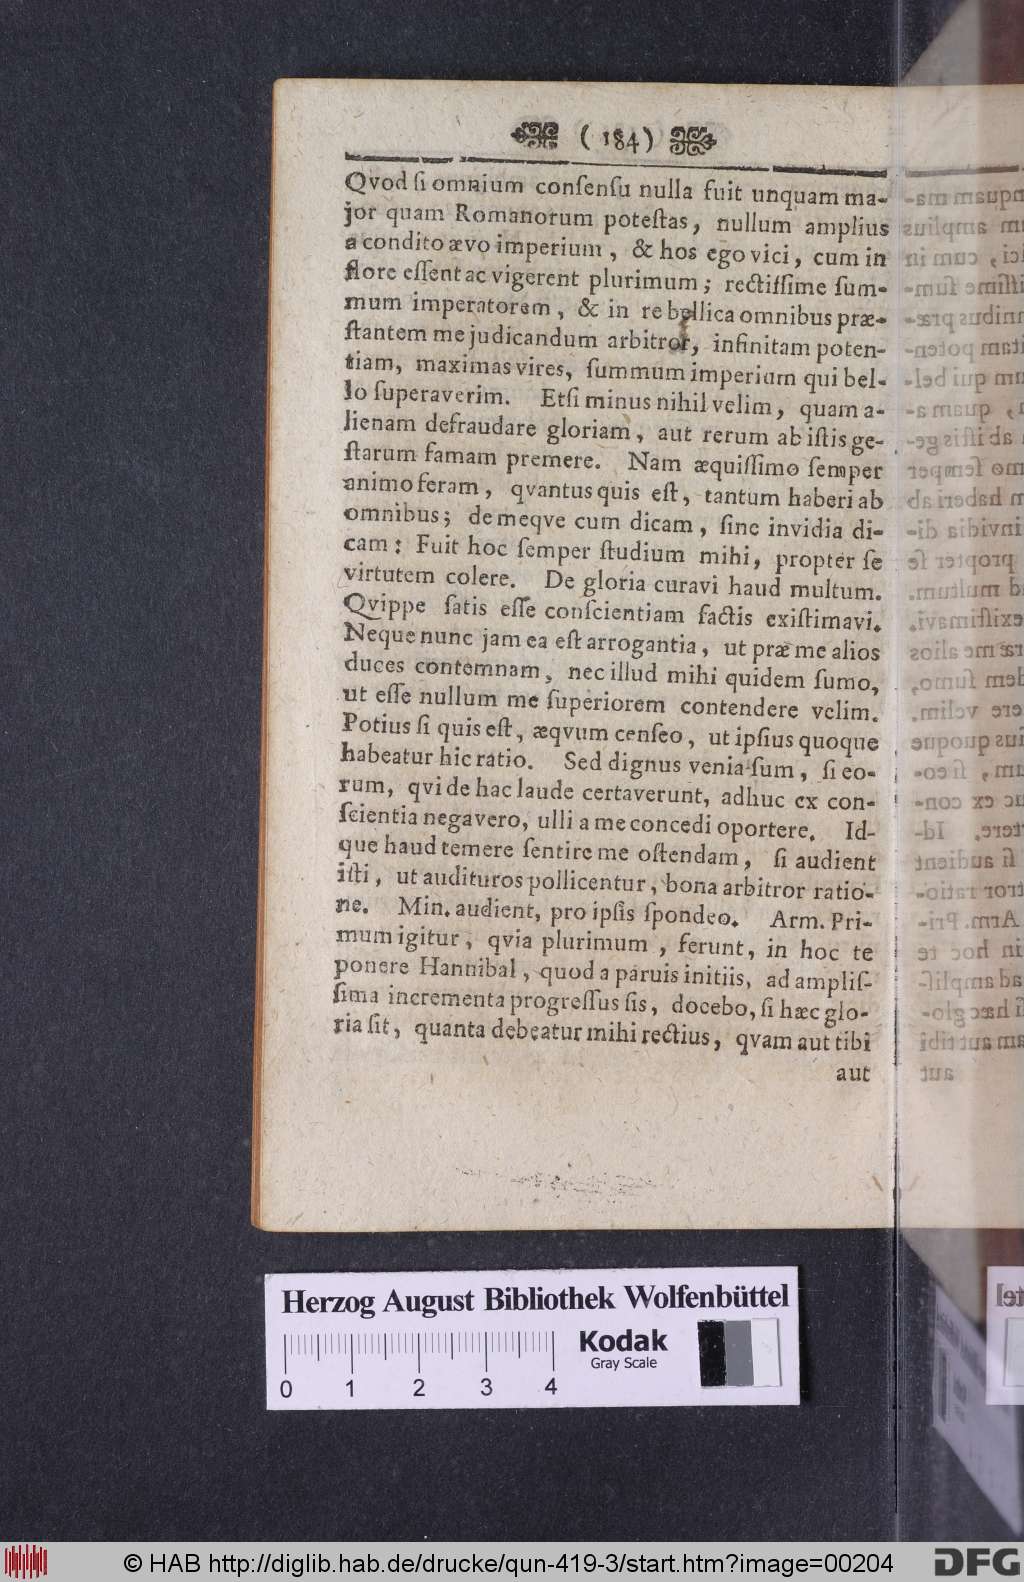 ( 184 )
Qvod ſi omnium conſenſu nulla fuit unquam ma-
jor quam Romanorum poteſtas, nullum amplius
a condito ævo imperium, & hos ego vici, cum in
flore eſſent ac vigerent plurimum; rectiſſime ſum-
mum imperatorem, & in re bellica omnibus præ-
ſtantem me judicandum arbitror, infinitam poten-
tiam, maximas vires, ſummum imperium qui bel-
lo ſuperaverim. Etſi minus nihil velim, quam a-
lienam defraudare gloriam, aut rerum ab iſtis ge-
ſtarum famam premere. Nam æquiſſimo ſemper
animo feram, qvantus quis eſt, tantum haberi ab
omnibus; de meqve cum dicam, ſine invidia di-
cam: Fuit hoc ſemper ſtudium mihi, propter ſe
virtutem colere. De gloria curavi haud multum.
Qvippe ſatis eſſe conſcientiam factis exiſtimavi.
Neque nunc jam ea eſt arrogantia, ut præ me alios
duces contemnam, nec illud mihi quidem ſumo,
ut eſſe nullum me ſuperiorem contendere velim.
Potius ſi quis eſt, æqvum cenſeo, ut ipſius quoque
habeatur hic ratio. Sed dignus venia ſum, ſi eo-
rum, qvi de hac laude certaverunt, adhuc ex con-
ſcientia negavero, ulli a me concedi oportere. Id-
que haud temere ſentire me oſtendam, ſi audient
iſti, ut audituros pollicentur, bona arbitror ratio-
ne. Min. audient, pro ipſis ſpondeo. Arm. Pri-
mum igitur, qvia plurimum, ferunt, in hoc te
ponere Hannibal, quod a paruis initiis, ad ampliſ-
ſima incrementa progreſſus ſis, docebo, ſi hæc glo-
ria ſit, quanta debeatur mihi rectius, qvam aut tibi
aut
Herzog August Bibliothek Wolfenbüttel
0 1 2 3 4
Kodak
Gray Scale
© HAB http://diglib.hab.de/drucke/qun-419-3/start.htm?image=00204
DFG